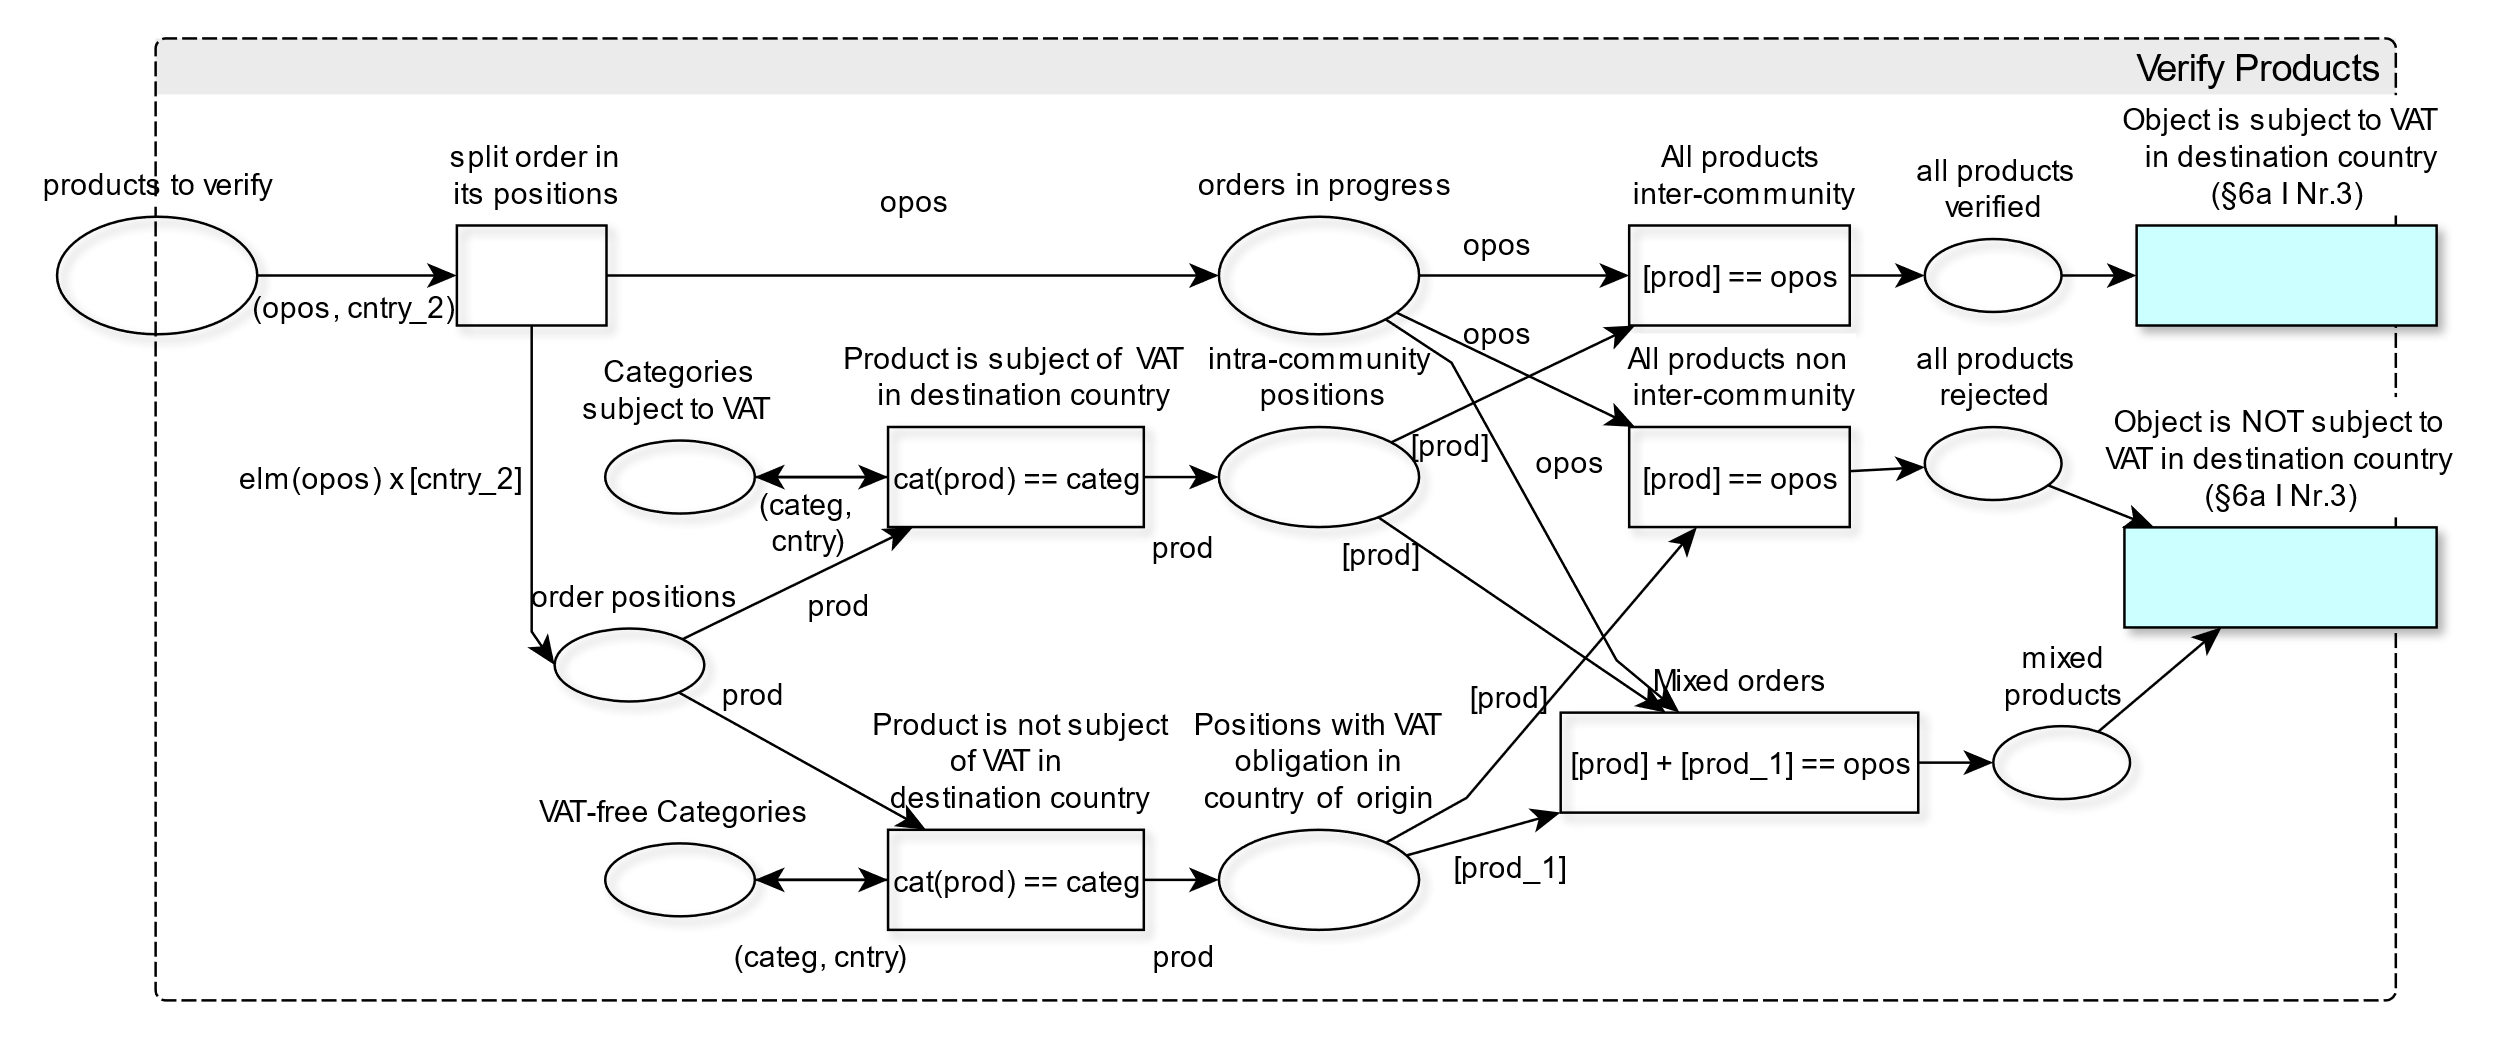 Verify Products
products to verify
(opos, cntry_2)
split order in
its positions
opos
orders in progress
opos
All products
inter-community
[prod] == opos
all products
verified
Object is subject to VAT
in destination country
(§6a I Nr.3)
elm(opos) x [cntry_2]
Categories
subject to VAT
(categ,
cntry)
Product is subject of VAT
in destination country
cat(prod) == categ
prod
intra-community
positions
opos
[prod]
opos
[prod]
All products non
inter-community
[prod] == opos
all products
rejected
Object is NOT subject to
VAT in destination country
(§6a I Nr.3)
order positions
prod
prod
VAT-free Categories
(categ, cntry)
Product is not subject
of VAT in
destination country
cat(prod) == categ
prod
Positions with VAT
obligation in
country of origin
[prod]
[prod_1]
Mixed orders
[prod] + [prod_1] == opos
mixed
products